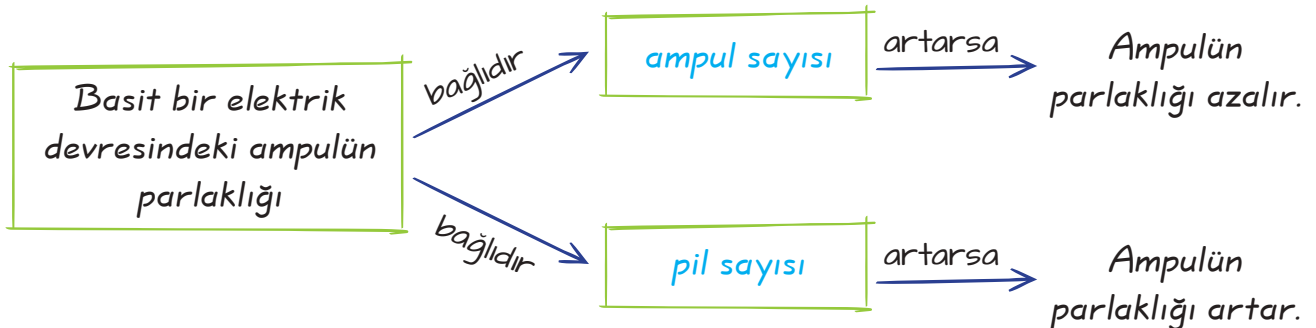 Basit bir elektrik
devresindeki ampulün
parlaklığı
bağlıdır
ampul sayısı
artarsa
Ampulün
parlaklığı azalır.
bağlıdır
pil sayısı
artarsa
Ampulün
parlaklığı artar.